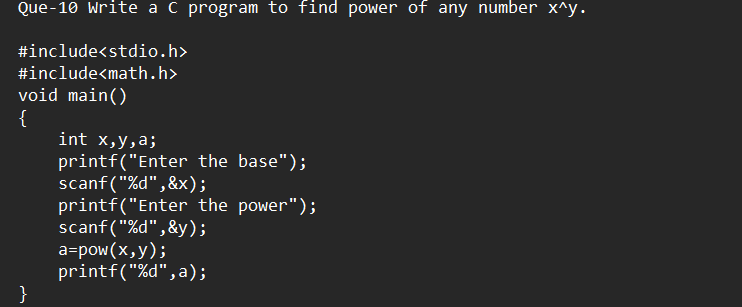 Que-10 Write a C program to find power of any number x^y.

#include<stdio.h>
#include<math.h>
void main()
{
    int x,y,a;
    printf("Enter the base");
    scanf("%d",&x);
    printf("Enter the power");
    scanf("%d",&y);
    a=pow(x,y);
    printf("%d",a);
}